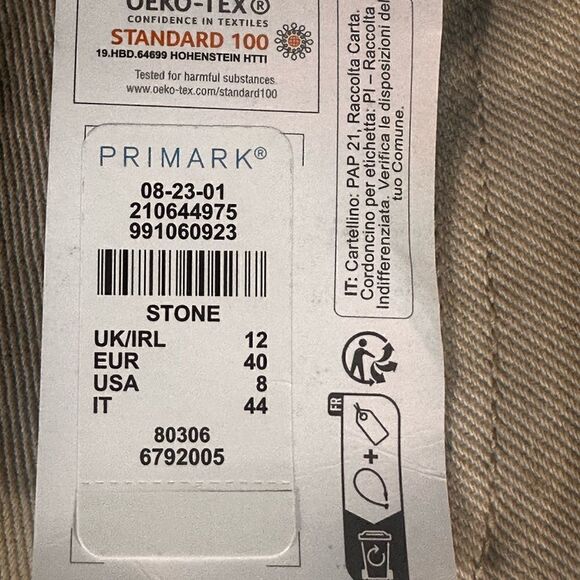 OEKO-TEX®
CONFIDENCE IN TEXTILES
STANDARD 100
19.HBD.64699 HOHENSTEIN HTTI
Tested for harmful substances.
www.oeko-tex.com/standard100
PRIMARK®
08-23-01
210644975
991060923
STONE
UK/IRL 12
EUR 40
USA 8
IT 44
80306
6792005
IT: Cartellino: PAP 21, Raccolta Carta.
Cordoncino per etichetta: PI – Raccolta
Indifferenziata. Verifica le disposizioni del
tuo Comune.
FR